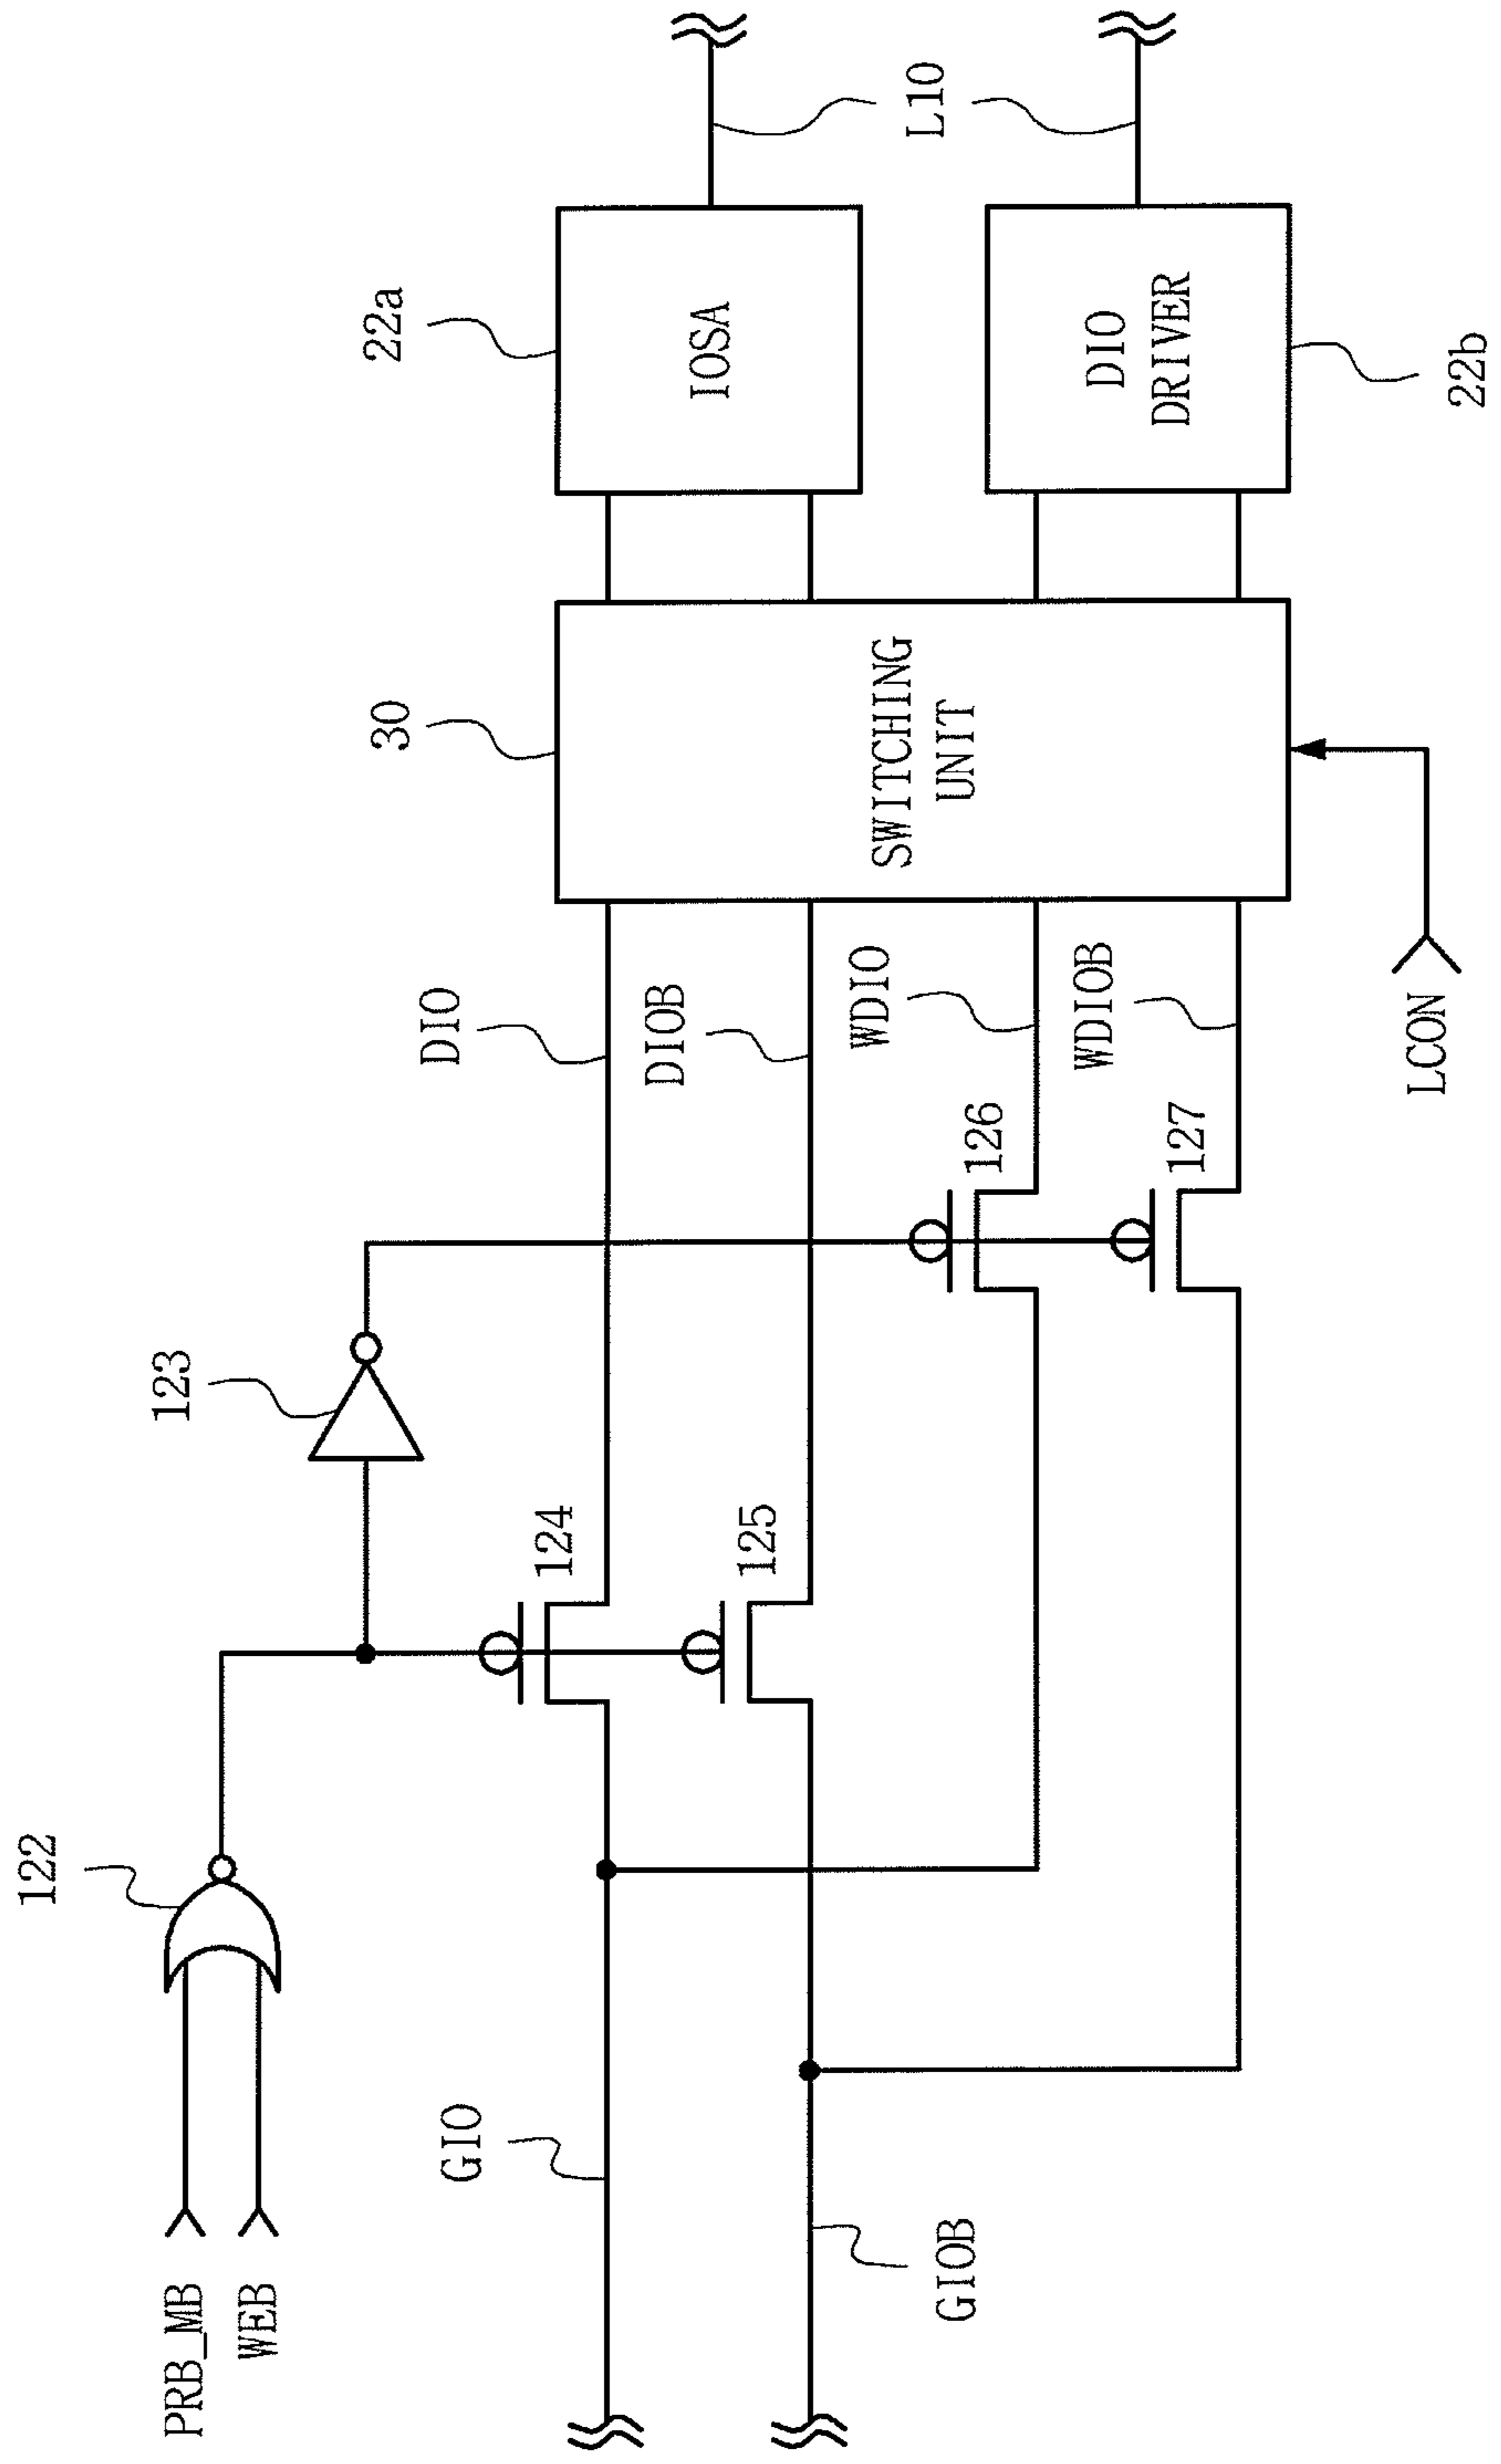 122
PRB_MB
WEB
123
124
125
126
127
GIO
GIOB
DIO
DIOB
WDIO
WDIOB
30
SWITCHING
UNIT
LCON
22a
IOSA
DIO
DRIVER
22b
L10